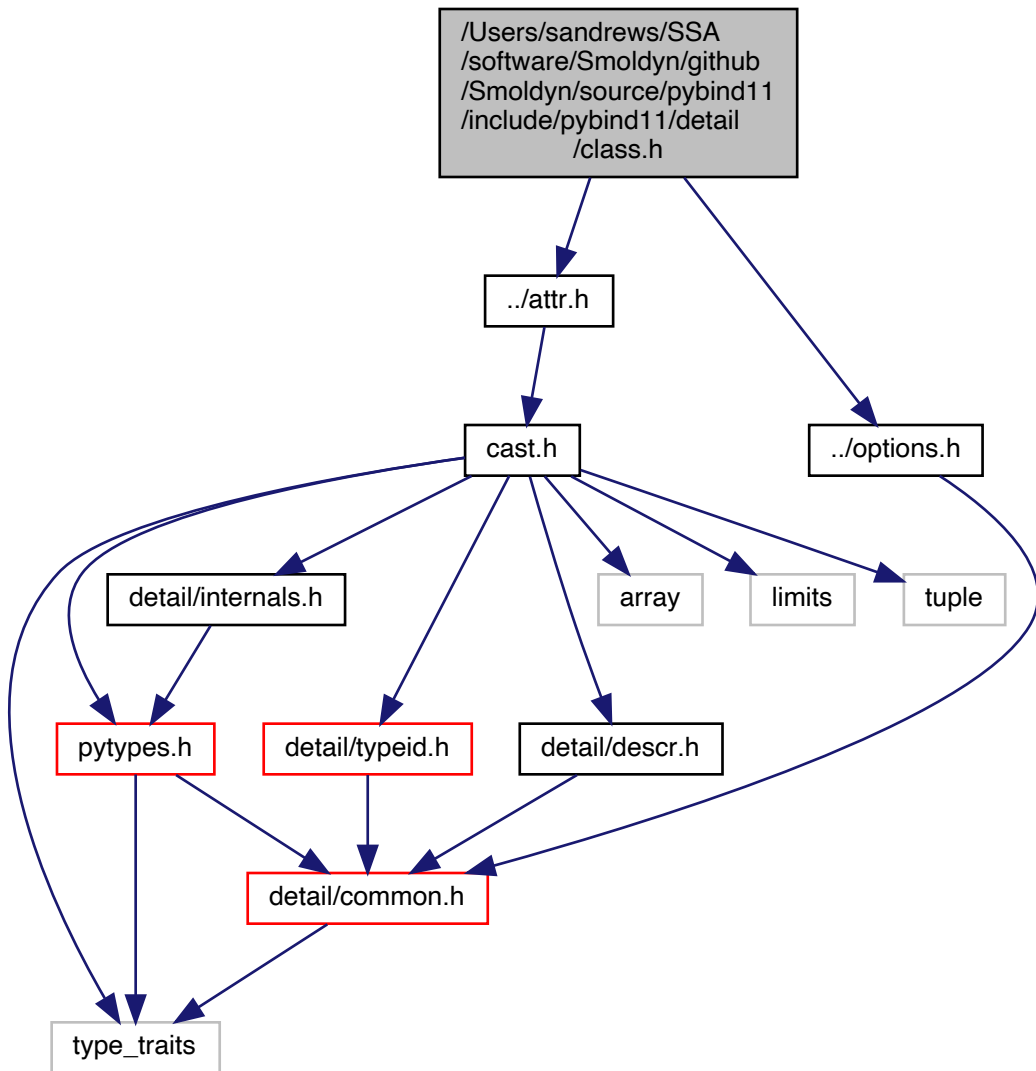 /Users/sandrews/SSA
/software/Smoldyn/github
/Smoldyn/source/pybind11
/include/pybind11/detail
/class.h
../attr.h
cast.h
../options.h
detail/internals.h
array
limits
tuple
pytypes.h
detail/typeid.h
detail/descr.h
detail/common.h
type_traits